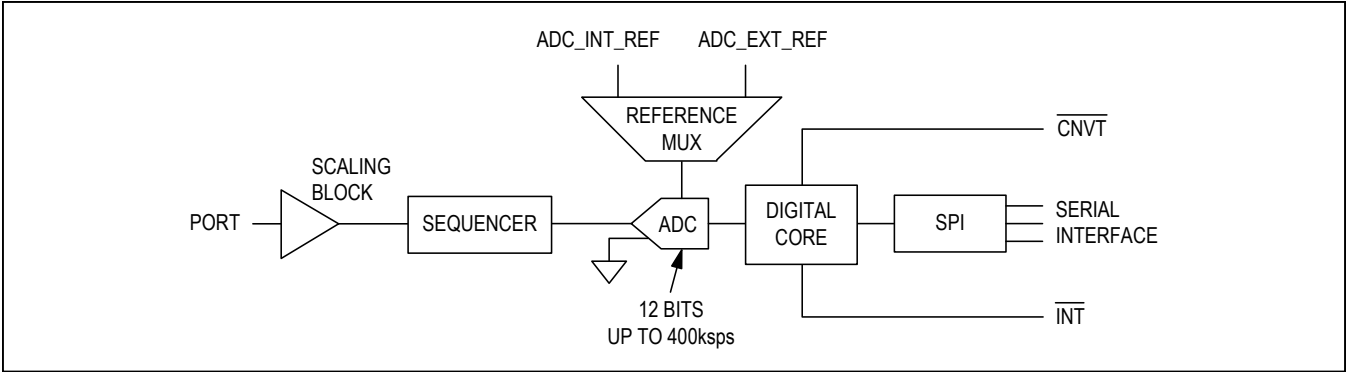 ADC_INT_REF ADC_EXT_REF
REFERENCE
MUX
CNVT
SCALING
BLOCK
PORT
SEQUENCER
ADC
DIGITAL
CORE
SPI
SERIAL
INTERFACE
12 BITS
UP TO 400ksps
INT